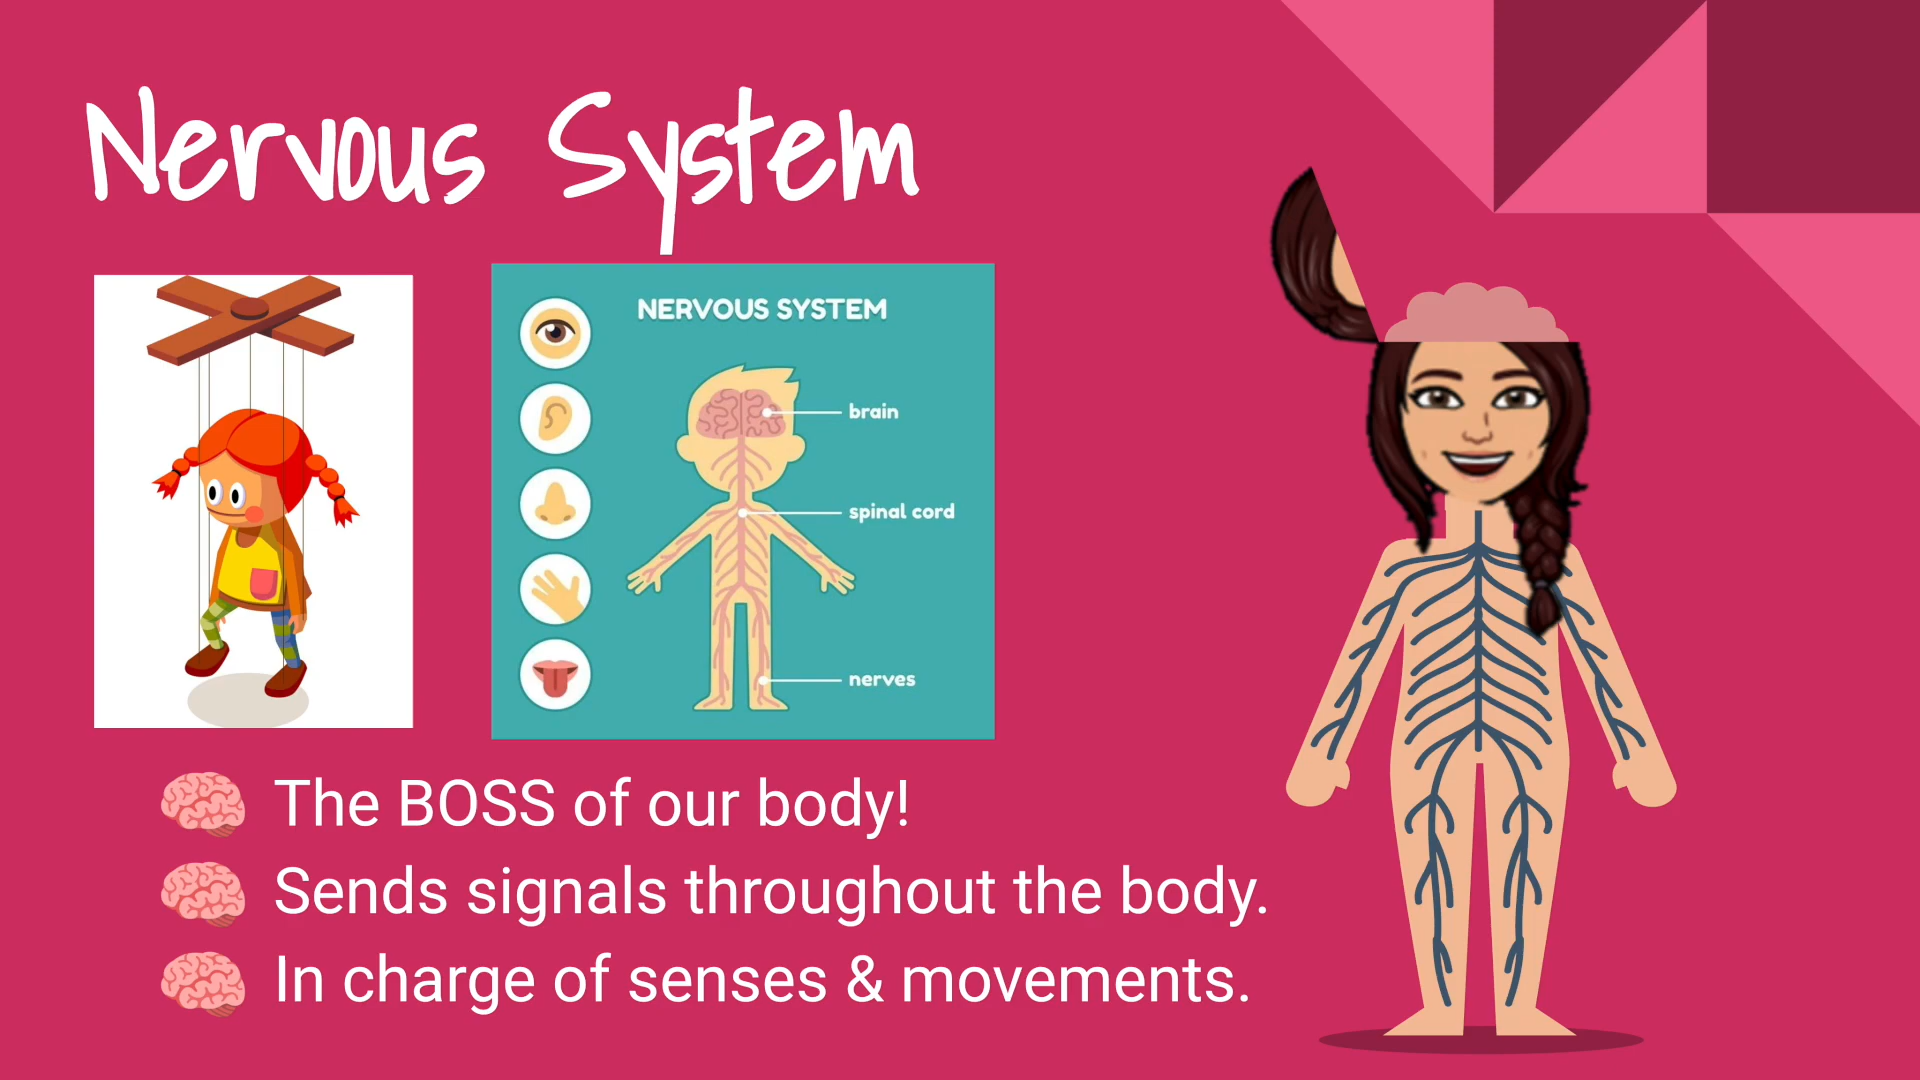 Nervous System
NERVOUS SYSTEM
brain
spinal cord
nerves
The BOSS of our body!
Sends signals throughout the body.
In charge of senses & movements.